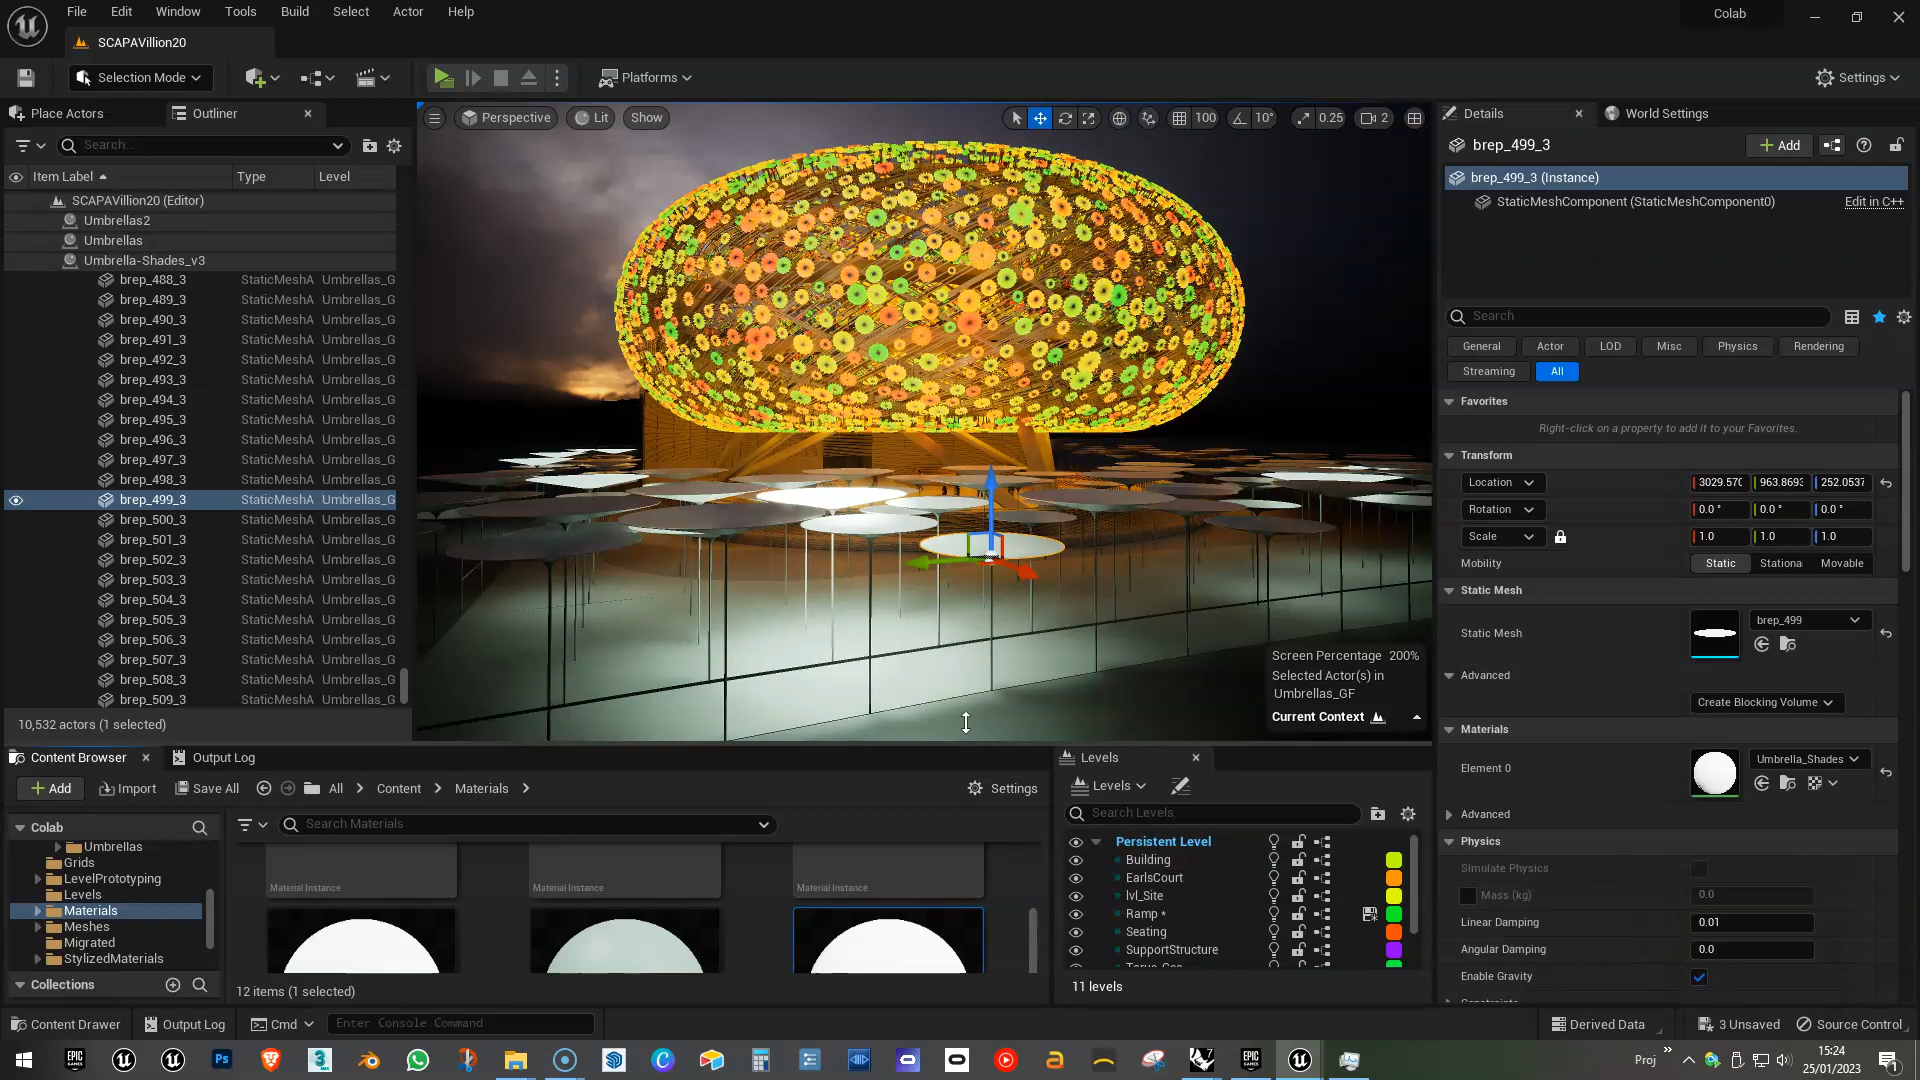 File Edit Window Tools Build Select Actor Help
Colab
SCAPAVillion20
Selection Mode
Platforms
Settings
Place Actors
Outliner
Search...
Item Label Type Level
SCAPAVillion20 (Editor)
Umbrellas2
Umbrellas
Umbrella-Shades_v3
brep_488_3 StaticMeshA Umbrellas_G
brep_489_3 StaticMeshA Umbrellas_G
brep_490_3 StaticMeshA Umbrellas_G
brep_491_3 StaticMeshA Umbrellas_G
brep_492_3 StaticMeshA Umbrellas_G
brep_493_3 StaticMeshA Umbrellas_G
brep_494_3 StaticMeshA Umbrellas_G
brep_495_3 StaticMeshA Umbrellas_G
brep_496_3 StaticMeshA Umbrellas_G
brep_497_3 StaticMeshA Umbrellas_G
brep_498_3 StaticMeshA Umbrellas_G
brep_499_3 StaticMeshA Umbrellas_G
brep_500_3 StaticMeshA Umbrellas_G
brep_501_3 StaticMeshA Umbrellas_G
brep_502_3 StaticMeshA Umbrellas_G
brep_503_3 StaticMeshA Umbrellas_G
brep_504_3 StaticMeshA Umbrellas_G
brep_505_3 StaticMeshA Umbrellas_G
brep_506_3 StaticMeshA Umbrellas_G
brep_507_3 StaticMeshA Umbrellas_G
brep_508_3 StaticMeshA Umbrellas_G
brep_509_3 StaticMeshA Umbrellas_G
10,532 actors (1 selected)
Perspective Lit Show
100 10° 0.25 2
Screen Percentage 200%
Selected Actor(s) in
Umbrellas_GF
Current Context
Details
World Settings
brep_499_3
Add
brep_499_3 (Instance)
StaticMeshComponent (StaticMeshComponent0) Edit in C++
Search
General Actor LOD Misc Physics Rendering
Streaming All
Favorites
Right-click on a property to add it to your Favorites.
Transform
Location 3029.570 963.8693 252.0537
Rotation 0.0 ° 0.0 ° 0.0 °
Scale 1.0 1.0 1.0
Mobility Static Stationa Movable
Static Mesh
Static Mesh brep_499
Advanced
Create Blocking Volume
Materials
Element 0 Umbrella_Shades
Advanced
Physics
Simulate Physics
Mass (kg) 0.0
Linear Damping 0.01
Angular Damping 0.0
Enable Gravity
Content Browser
Output Log
Add Import Save All All Content Materials Settings
Colab
Umbrellas
Grids
LevelPrototyping
Levels
Materials
Meshes
Migrated
StylizedMaterials
Collections
Search Materials
Material Instance Material Instance Material Instance
12 items (1 selected)
Levels
Levels
Search Levels
Persistent Level
Building
EarlsCourt
lvl_Site
Ramp *
Seating
SupportStructure
11 levels
Content Drawer Output Log Cmd Enter Console Command
Derived Data 3 Unsaved Source Control
Proj
15:24
25/01/2023